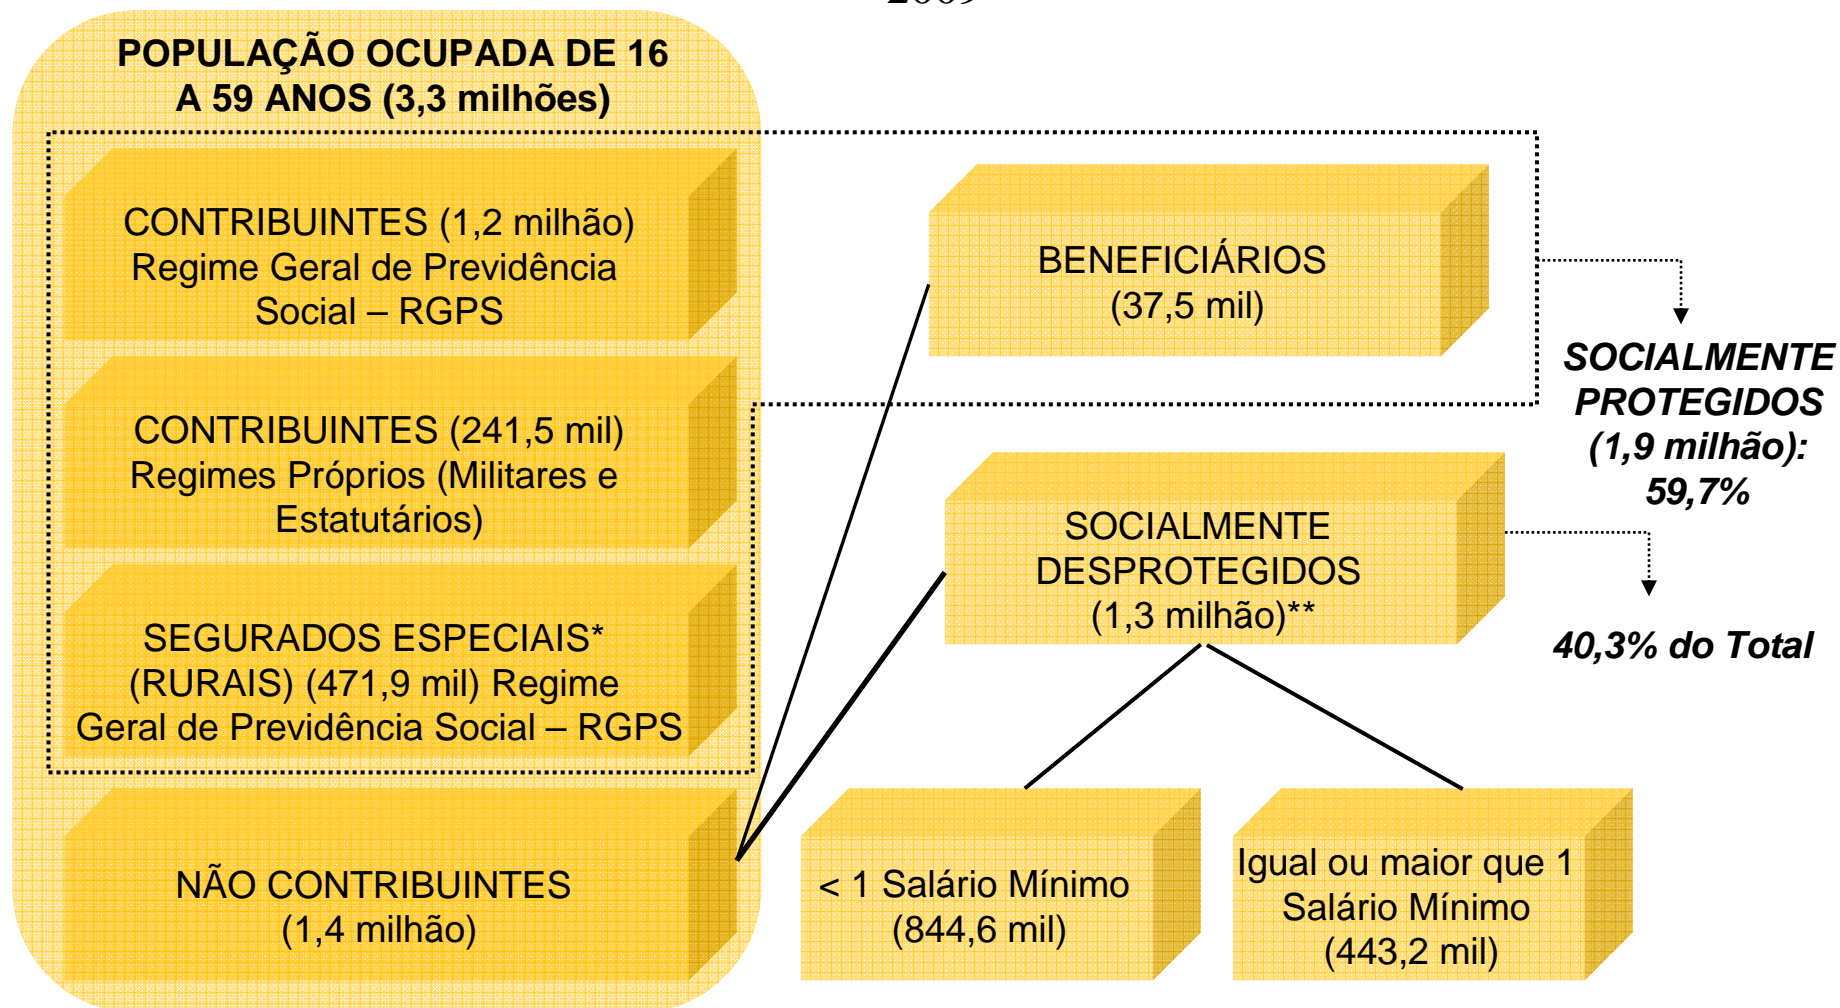 2009
POPULAÇÃO OCUPADA DE 16
A 59 ANOS (3,3 milhões)
CONTRIBUINTES (1,2 milhão)
Regime Geral de Previdência
Social – RGPS
CONTRIBUINTES (241,5 mil)
Regimes Próprios (Militares e
Estatutários)
SEGURADOS ESPECIAIS*
(RURAIS) (471,9 mil) Regime
Geral de Previdência Social – RGPS
NÃO CONTRIBUINTES
(1,4 milhão)
BENEFICIÁRIOS
(37,5 mil)
SOCIALMENTE
PROTEGIDOS
(1,9 milhão):
59,7%
SOCIALMENTE
DESPROTEGIDOS
(1,3 milhão)**
40,3% do Total
< 1 Salário Mínimo
(844,6 mil)
Igual ou maior que 1
Salário Mínimo
(443,2 mil)